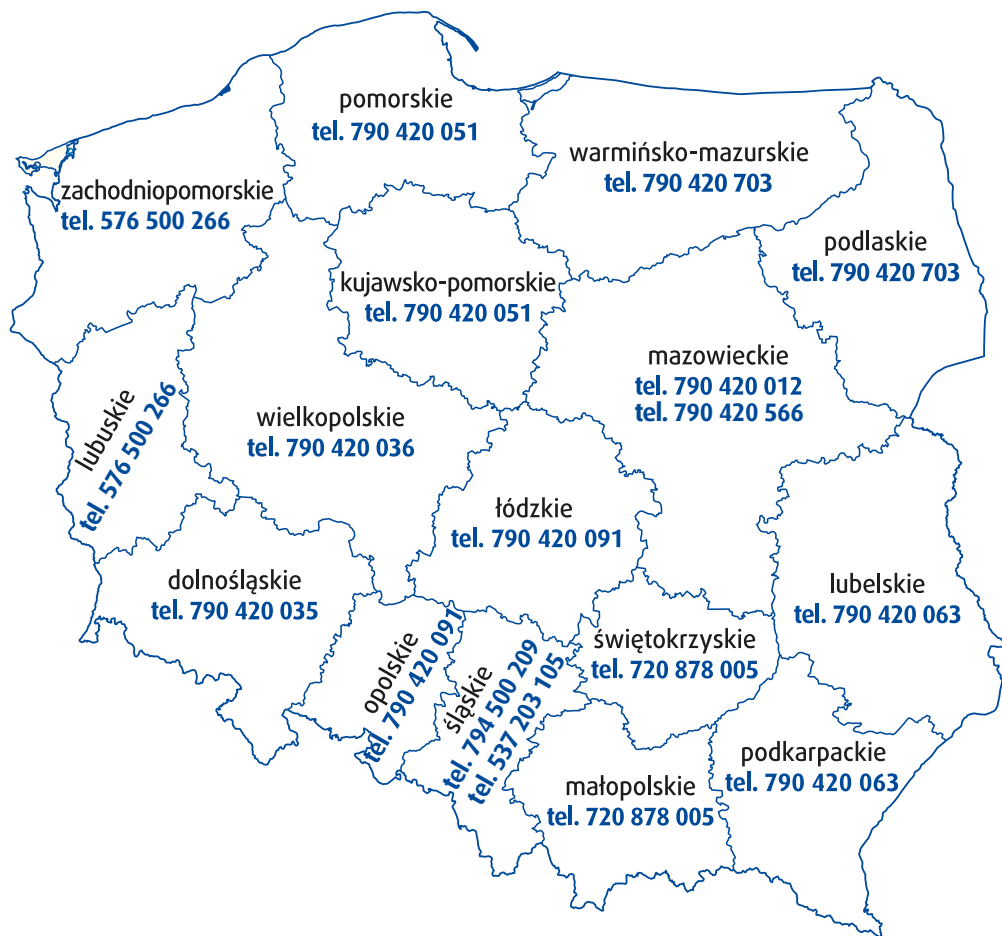 pomorskie
tel. 790 420 051
warmińsko-mazurskie
tel. 790 420 703
zachodniopomorskie
tel. 576 500 266
podlaskie
tel. 790 420 703
kujawsko-pomorskie
tel. 790 420 051
mazowieckie
tel. 790 420 012
tel. 790 420 566
lubuskie
tel. 576 500 266
wielkopolskie
tel. 790 420 036
łódzkie
tel. 790 420 091
dolnośląskie
tel. 790 420 035
lubelskie
tel. 790 420 063
opolskie
tel. 790 420 091
śląskie
tel. 794 500 209
tel. 537 203 105
świętokrzyskie
tel. 720 878 005
małopolskie
tel. 720 878 005
podkarpackie
tel. 790 420 063